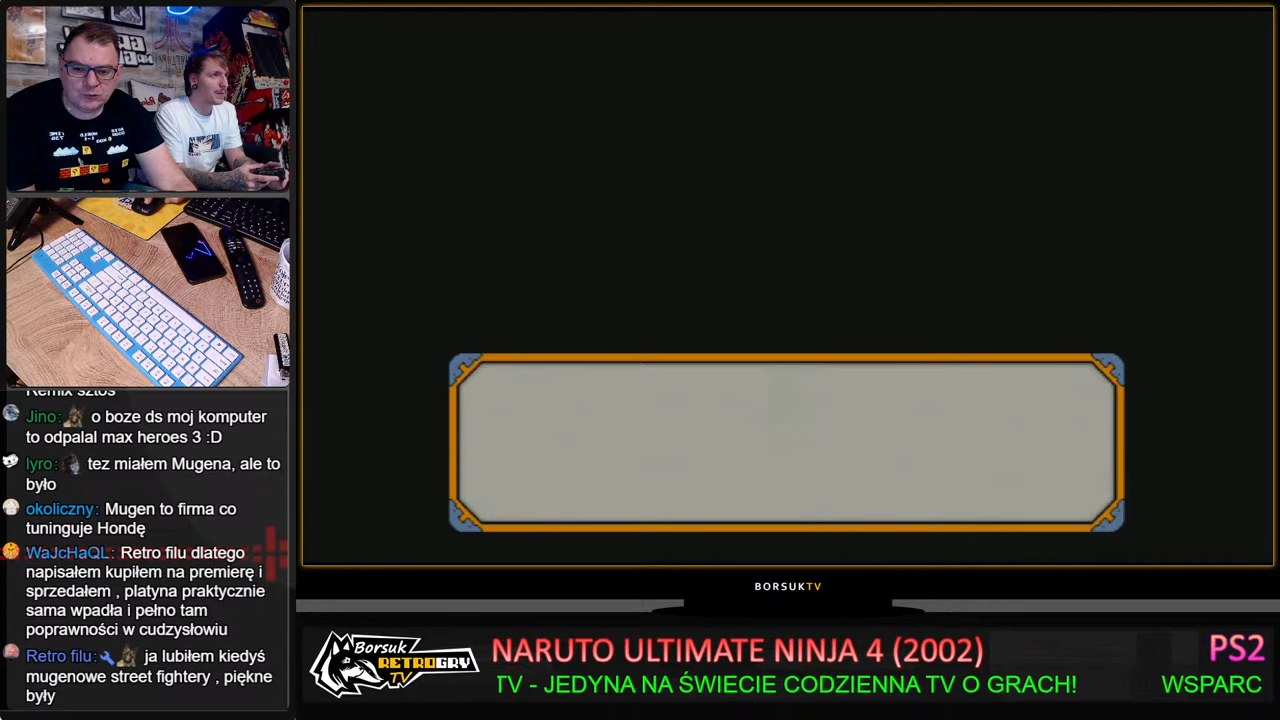 Remix sztos
Jino: o boze ds moj komputer
to odpalal max heroes 3 :D
lyro: tez miałem Mugena, ale to
było
okoliczny: Mugen to firma co
tuninguje Hondę
WaJcHaQL: Retro filu dlatego
napisałem kupiłem na premierę i
sprzedałem , platyna praktycznie
sama wpadła i pełno tam
poprawności w cudzysłowiu
Retro filu: ja lubiłem kiedyś
mugenowe street fightery , piękne
były
BORSUKTV
Borsuk
RETROGRY
TV
NARUTO ULTIMATE NINJA 4 (2002)
PS2
TV - JEDYNA NA ŚWIECIE CODZIENNA TV O GRACH!
WSPARC